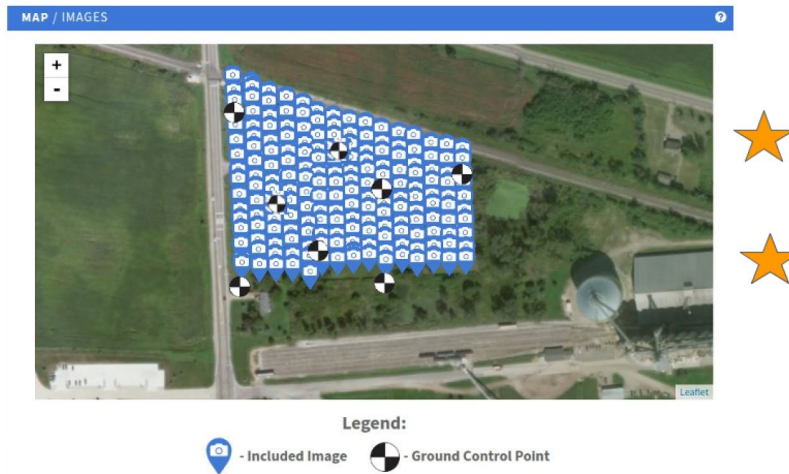 MAP / IMAGES
?
+
-
Leaflet
Legend:
- Included Image - Ground Control Point